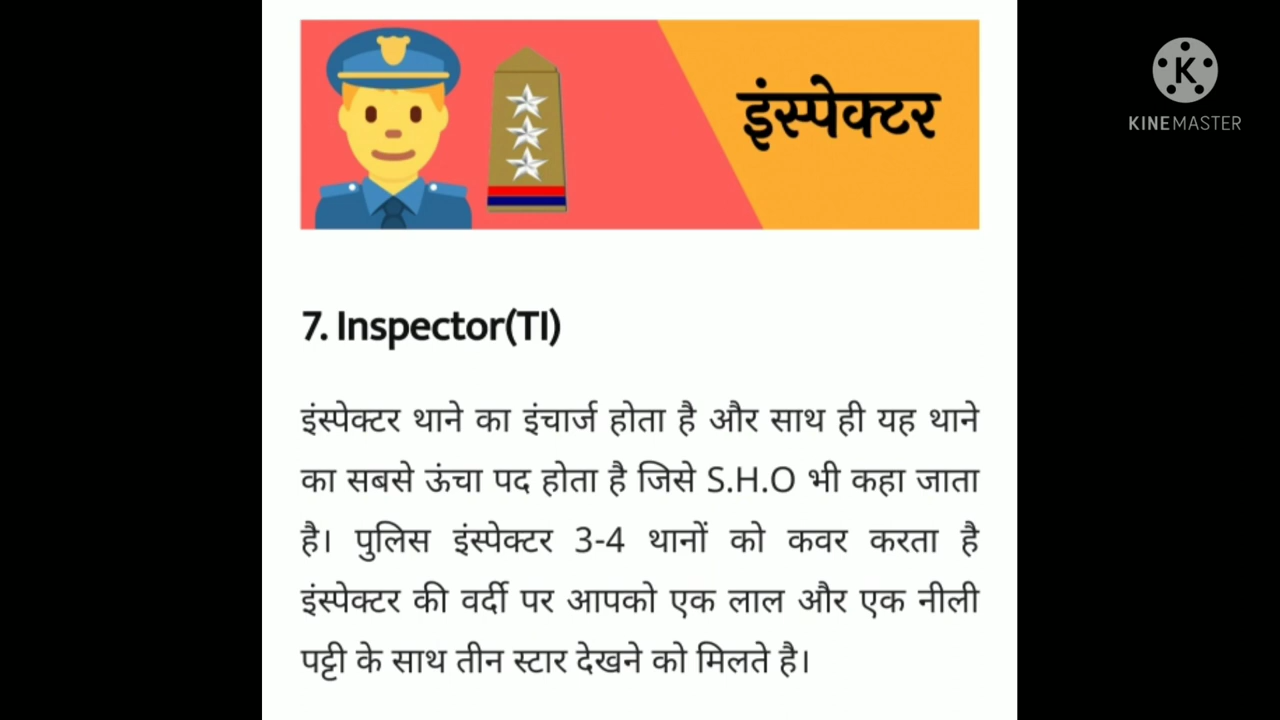 इंस्पेक्टर
K
KINEMASTER
7. Inspector(TI)
इंस्पेक्टर थाने का इंचार्ज होता है और साथ ही यह थाने
का सबसे ऊंचा पद होता है जिसे S.H.O भी कहा जाता
है। पुलिस इंस्पेक्टर 3-4 थानों को कवर करता है
इंस्पेक्टर की वर्दी पर आपको एक लाल और एक नीली
पट्टी के साथ तीन स्टार देखने को मिलते है।